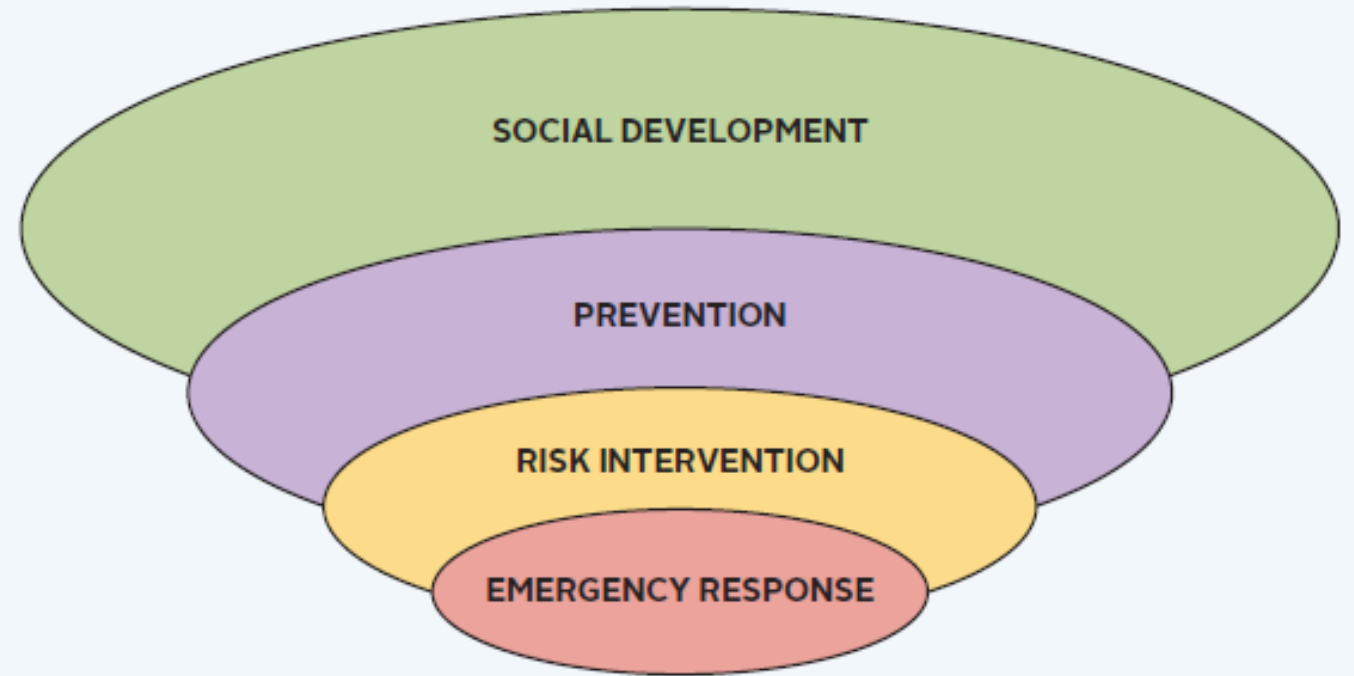 SOCIAL DEVELOPMENT
PREVENTION
RISK INTERVENTION
EMERGENCY RESPONSE